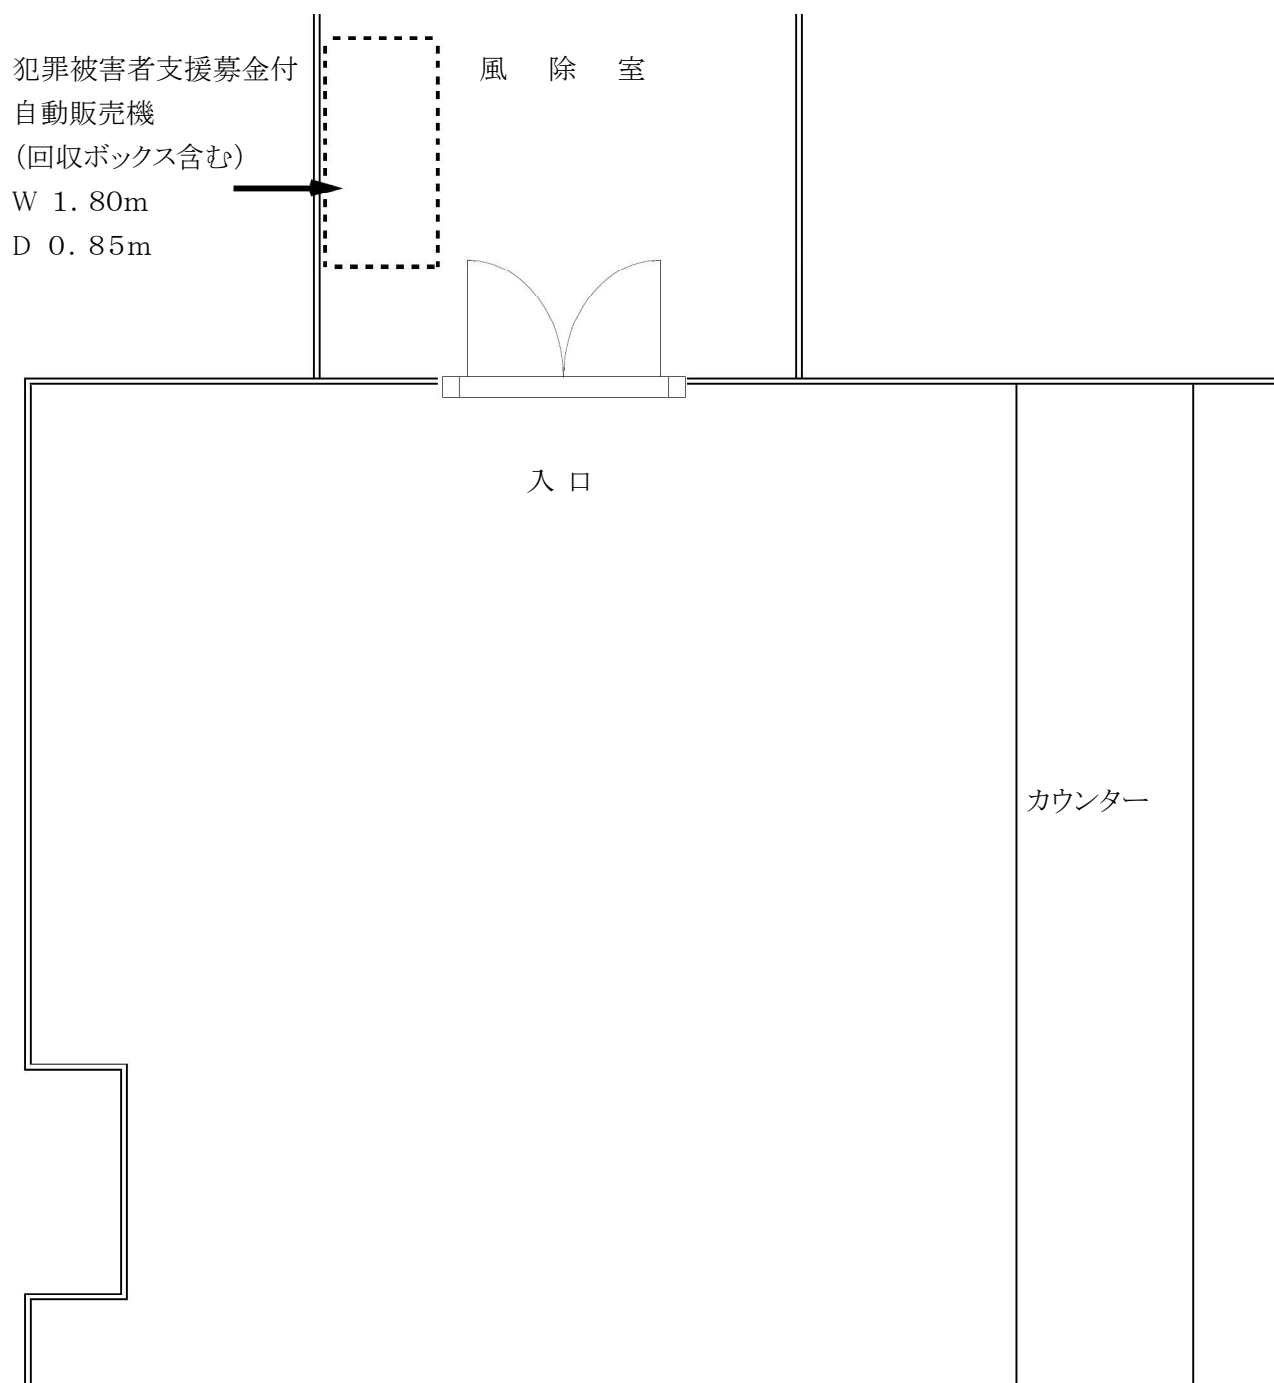 犯罪被害者支援募金付
自動販売機
（回収ボックス含む）
W １．８０m
D ０．８５m
風　除　室
入 口
カウンター